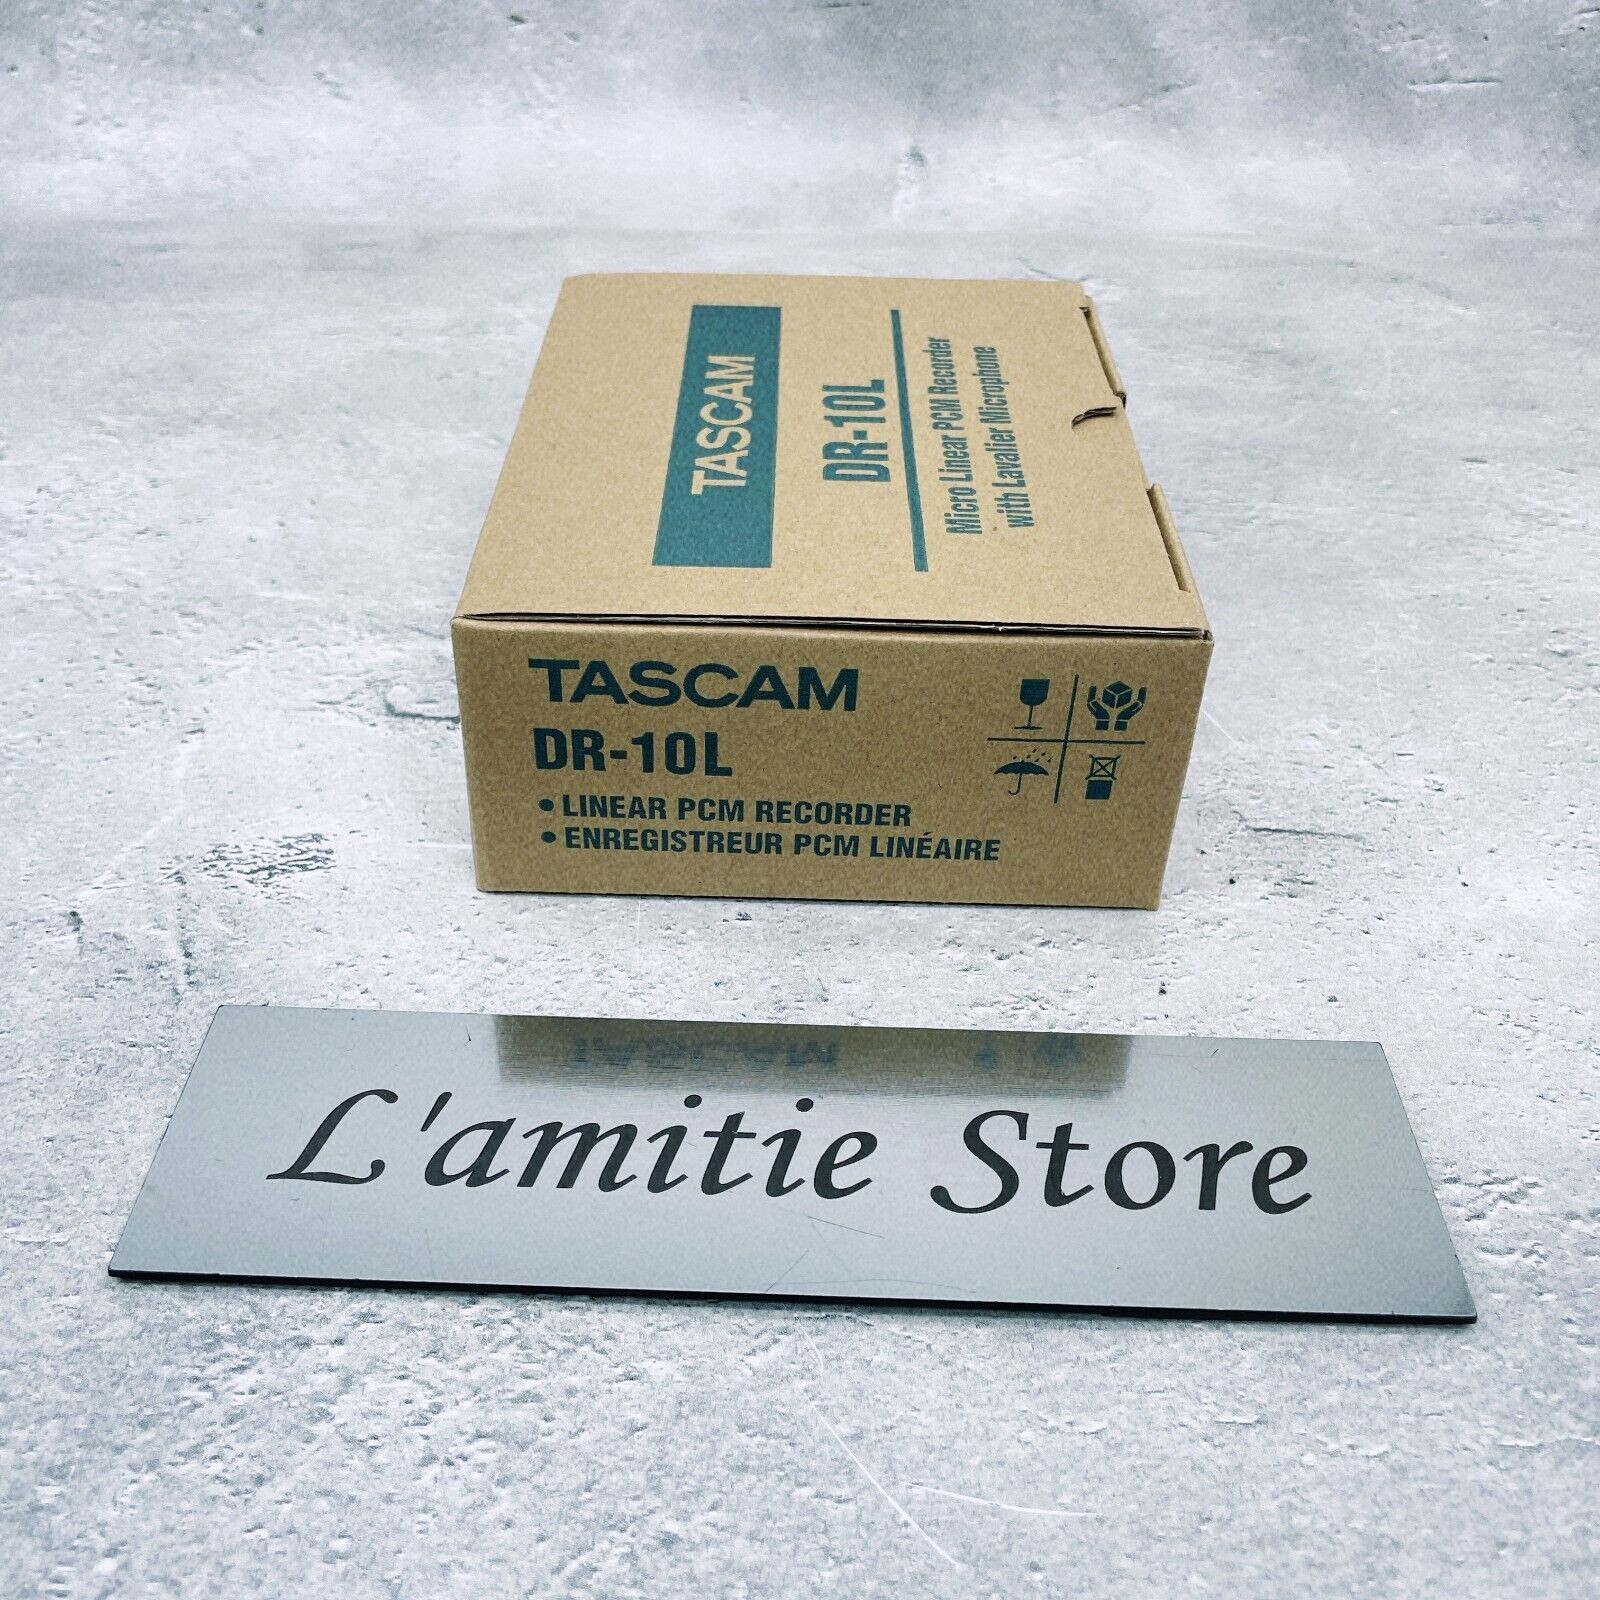 TASCAM
DR-10L
Micro Linear PCM Recorder
with Lavalier Microphone
TASCAM
DR-10L
• LINEAR PCM RECORDER
• ENREGISTREUR PCM LINÉAIRE
L'amitie Store